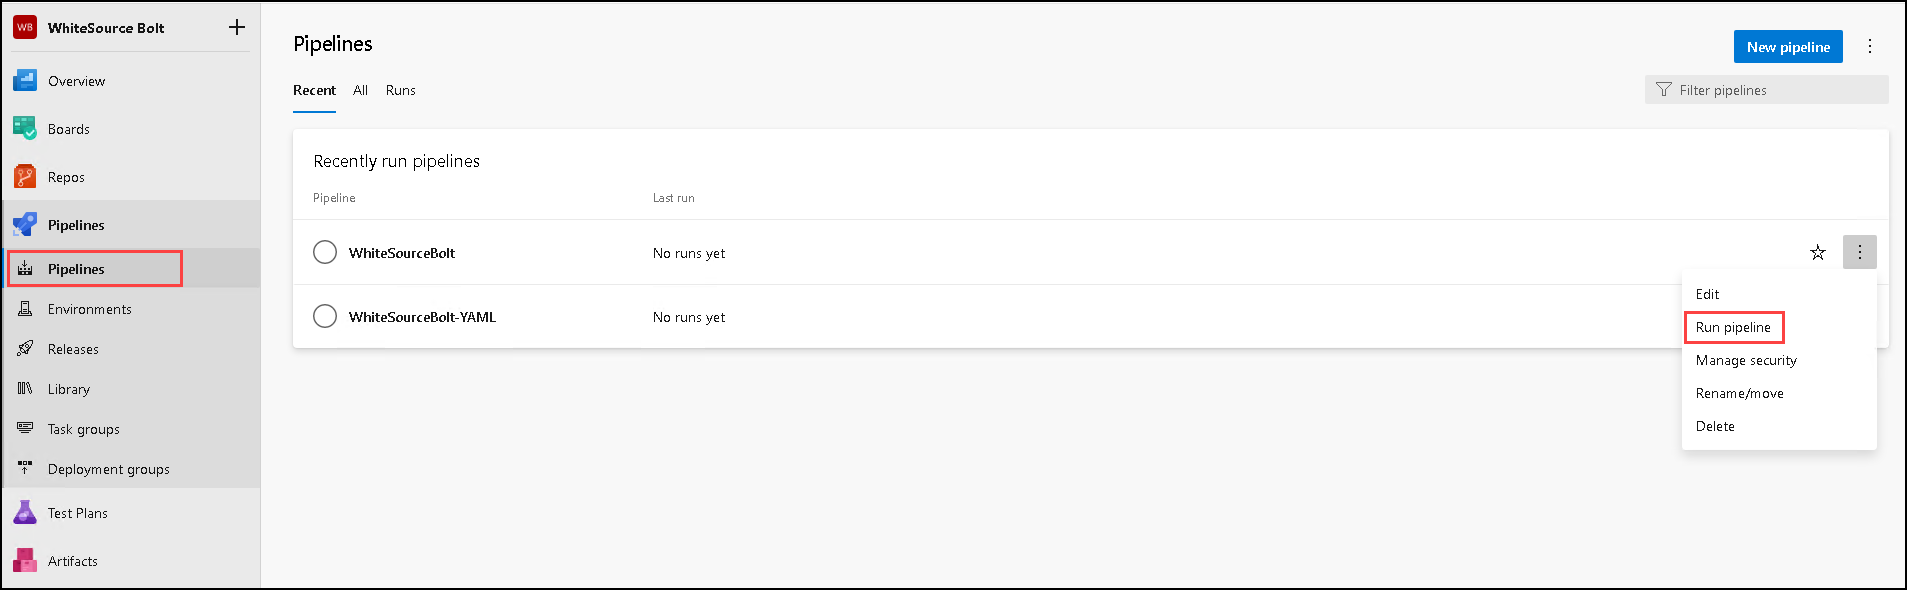 WB WhiteSource Bolt
Overview
Boards
Repos
Pipelines
Pipelines
Environments
Releases
Library
Task groups
Deployment groups
Test Plans
Artifacts
Pipelines
New pipeline
Recent All Runs
Filter pipelines
Recently run pipelines
Pipeline Last run
WhiteSourceBolt No runs yet
WhiteSourceBolt-YAML No runs yet
Edit
Run pipeline
Manage security
Rename/move
Delete